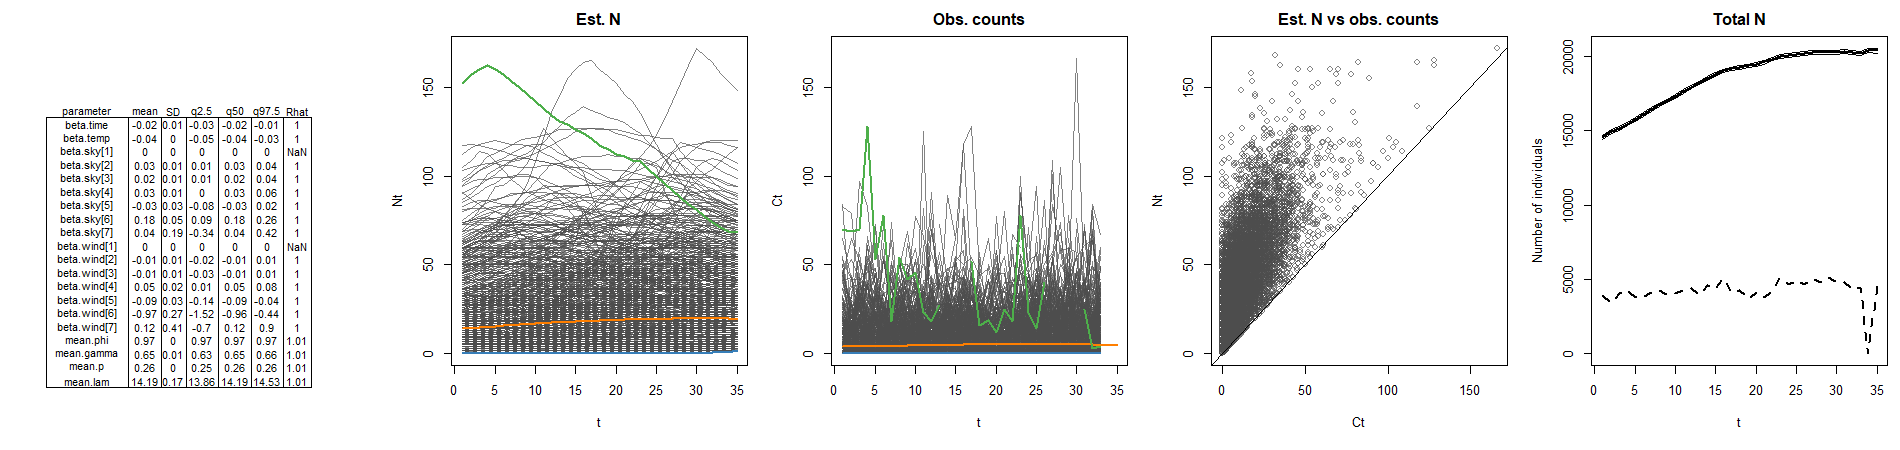 parameter mean SD q2.5 q50 q97.5 Rhat
beta.time -0.02 0.01 -0.03 -0.02 -0.01 1
beta.temp -0.04 0 -0.05 -0.04 -0.03 1
beta.sky[1] 0 0 0 0 0 NaN
beta.sky[2] 0.03 0.01 0.01 0.03 0.04 1
beta.sky[3] 0.02 0.01 0.01 0.02 0.04 1
beta.sky[4] 0.03 0.01 0 0.03 0.06 1
beta.sky[5] -0.03 0.03 -0.08 -0.03 0.02 1
beta.sky[6] 0.18 0.05 0.09 0.18 0.26 1
beta.sky[7] 0.04 0.19 -0.34 0.04 0.42 1
beta.wind[1] 0 0 0 0 0 NaN
beta.wind[2] -0.01 0.01 -0.02 -0.01 0.01 1
beta.wind[3] -0.01 0.01 -0.03 -0.01 0.01 1
beta.wind[4] 0.05 0.02 0.01 0.05 0.08 1
beta.wind[5] -0.09 0.03 -0.14 -0.09 -0.04 1
beta.wind[6] -0.97 0.27 -1.52 -0.96 -0.44 1
beta.wind[7] 0.12 0.41 -0.7 0.12 0.9 1
mean.phi 0.97 0 0.97 0.97 0.97 1.01
mean.gamma 0.65 0.01 0.63 0.65 0.66 1.01
mean.p 0.26 0 0.25 0.26 0.26 1.01
mean.lam 14.19 0.17 13.86 14.19 14.53 1.01
Est. N
Nt
150
100
50
0
0 5 10 15 20 25 30 35
t
Obs. counts
Ct
150
100
50
0
0 5 10 15 20 25 30 35
t
Est. N vs obs. counts
Nt
150
100
50
0
0 50 100 150
Ct
Total N
Number of individuals
20000
15000
10000
5000
0
0 5 10 15 20 25 30 35
t